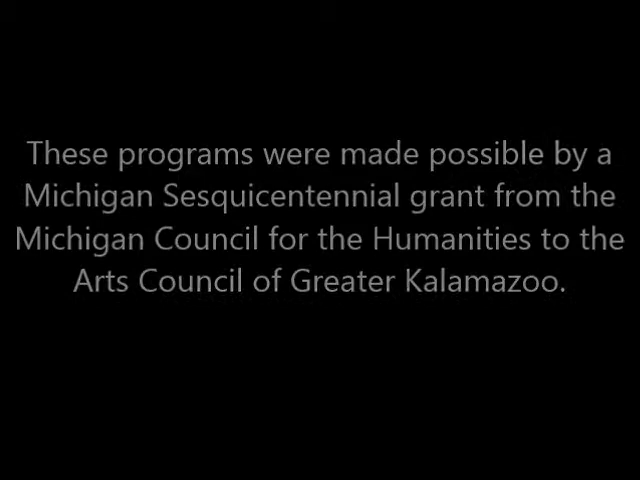 These programs were made possible by a
Michigan Sesquicentennial grant from the
Michigan Council for the Humanities to the
Arts Council of Greater Kalamazoo.